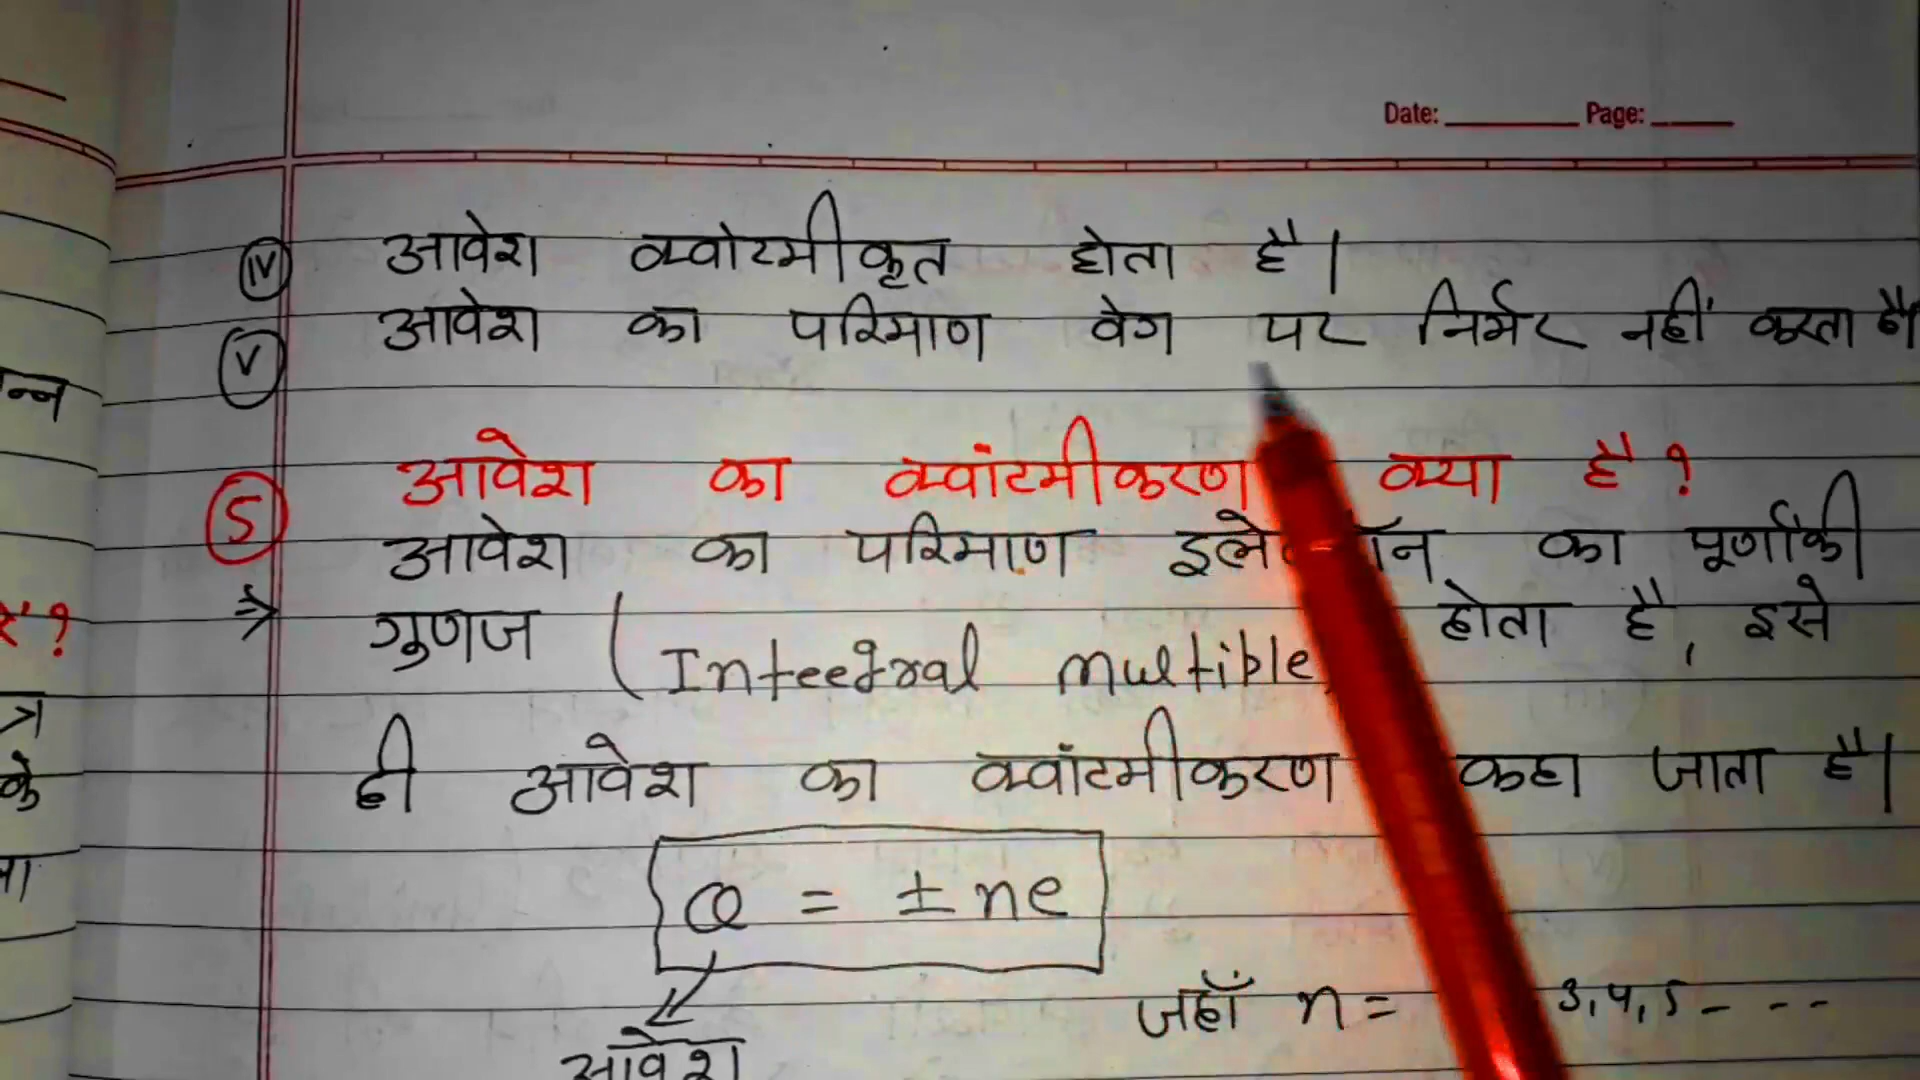 Date: Page:
iv आवेश क्वोटमीकृत होता है।
v आवेश का परिमाण वेग पर निर्भर नहीं करता है।
5 आवेश का क्वांटमीकरण क्या है?
⇒ आवेश का परिमाण का पूर्णांकी
गुणज (Inteegral multible होता है, इसे
ही आवेश का क्वांटमीकरण कहा जाता है।
Q = ±ne
जहाँ n = 3,4,5- - -
आवेश
न्न
?
के